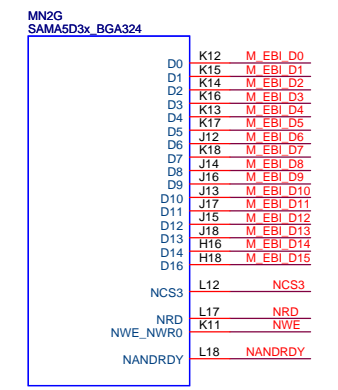 MN2G
SAMA5D3x_BGA324
D0 K12 M_EBI_D0
D1 K15 M_EBI_D1
D2 K14 M_EBI_D2
D3 K16 M_EBI_D3
D4 K13 M_EBI_D4
D5 K17 M_EBI_D5
D6 J12 M_EBI_D6
D7 K18 M_EBI_D7
D8 J14 M_EBI_D8
D9 J16 M_EBI_D9
D10 J13 M_EBI_D10
D11 J17 M_EBI_D11
D12 J15 M_EBI_D12
D13 J18 M_EBI_D13
D14 H16 M_EBI_D14
D16 H18 M_EBI_D15
NCS3 L12 NCS3
NRD L17 NRD
NWE_NWR0 K11 NWE
NANDRDY L18 NANDRDY